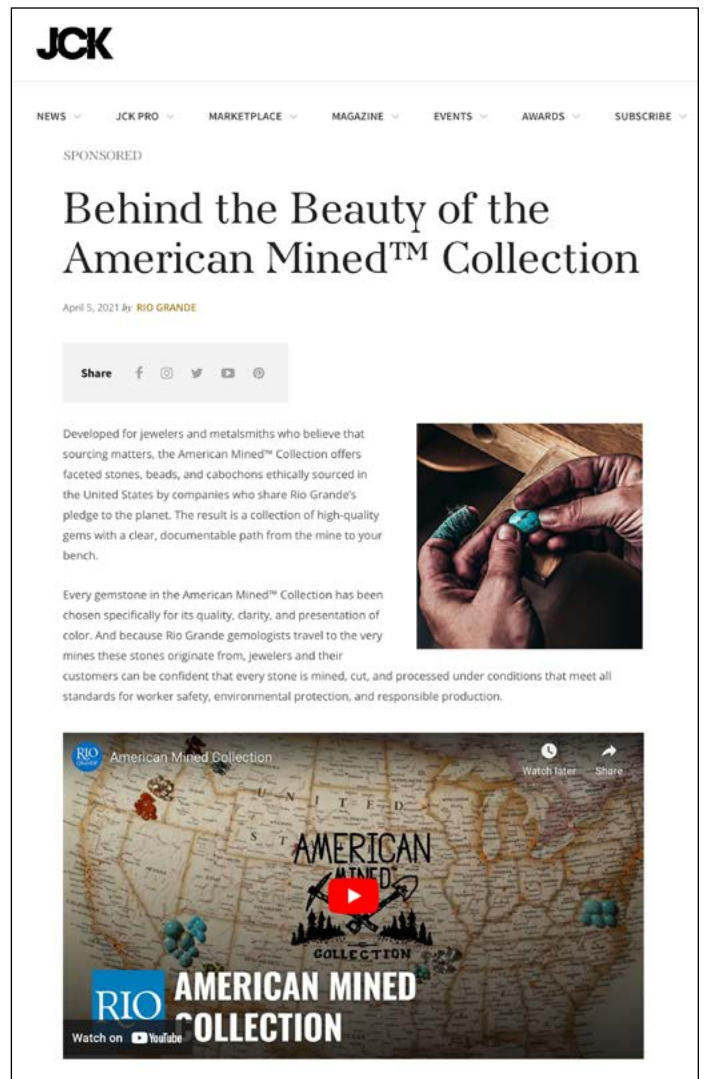 JCK
NEWS JCK PRO MARKETPLACE MAGAZINE EVENTS AWARDS SUBSCRIBE
SPONSORED
Behind the Beauty of the
American Mined™ Collection
April 5, 2021 by RIO GRANDE
Share
Developed for jewelers and metalsmiths who believe that
sourcing matters, the American Mined™ Collection offers
faceted stones, beads, and cabochons ethically sourced in
the United States by companies who share Rio Grande's
pledge to the planet. The result is a collection of high-quality
gems with a clear, documentable path from the mine to your
bench.
Every gemstone in the American Mined™ Collection has been
chosen specifically for its quality, clarity, and presentation of
color. And because Rio Grande gemologists travel to the very
mines these stones originate from, jewelers and their
customers can be confident that every stone is mined, cut, and processed under conditions that meet all
standards for worker safety, environmental protection, and responsible production.
RIO GRANDE
American Mined Collection
Watch later Share
UNITED
ST
AMERICAN
MINED
COLLECTION
RIO
AMERICAN MINED
COLLECTION
Watch on YouTube